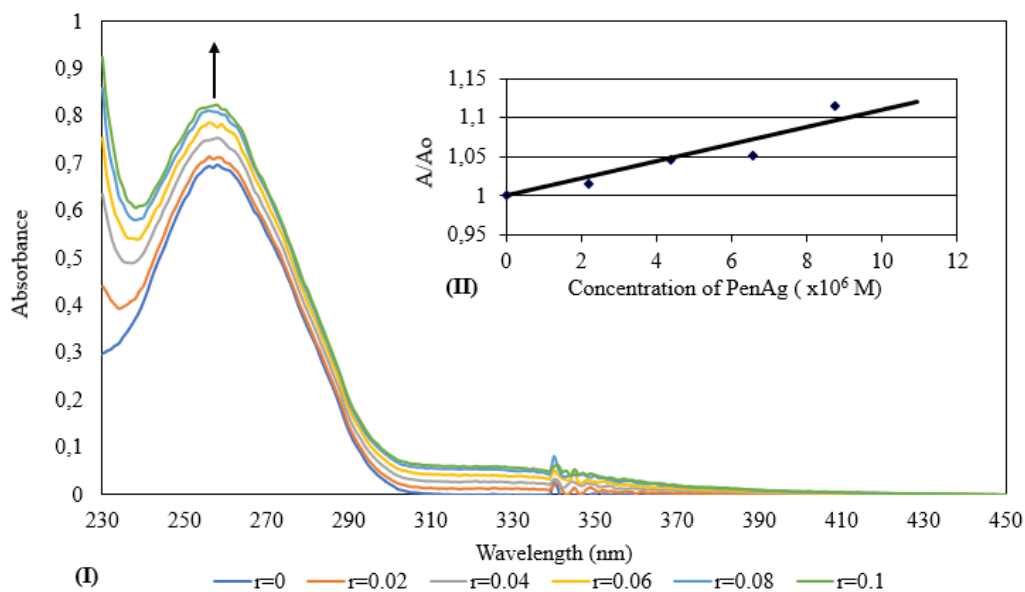 1
0,9
0,8
0,7
0,6
0,5
0,4
0,3
0,2
0,1
0
Absorbance
230 250 270 290 310 330 350 370 390 410 430 450
Wavelength (nm)
(I)
r=0 r=0.02 r=0.04 r=0.06 r=0.08 r=0.1
1,15
1,1
1,05
1
0,95
A/Ao
0 2 4 6 8 10 12
(II)
Concentration of PenAg ( x10⁶ M)